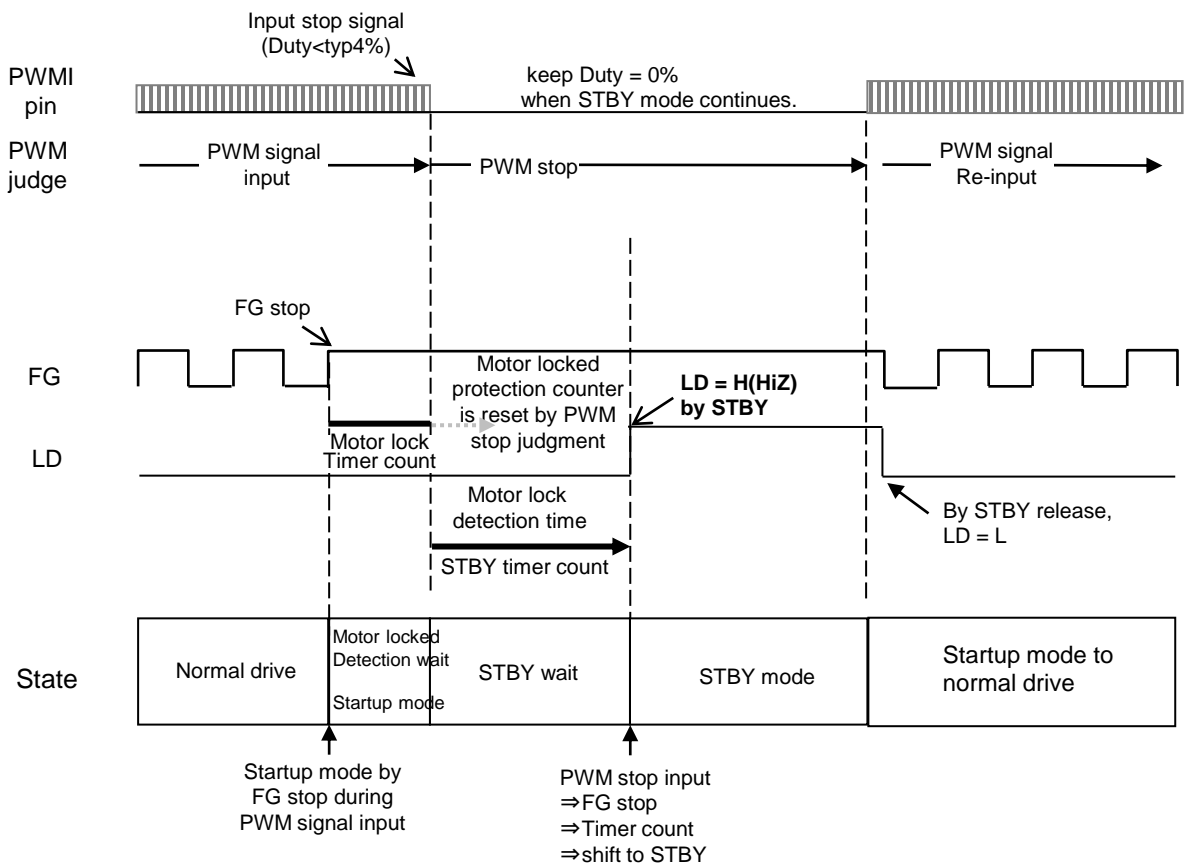 Input stop signal
(Duty<typ4%)
PWMI
pin
keep Duty = 0%
when STBY mode continues.
PWM
judge
PWM signal
input
PWM stop
PWM signal
Re-input
FG stop
FG
Motor locked
protection counter
is reset by PWM
stop judgment
LD = H(HiZ)
by STBY
LD
Motor lock
Timer count
Motor lock
detection time
STBY timer count
By STBY release,
LD = L
State
Normal drive
Motor locked
Detection wait
Startup mode
STBY wait
STBY mode
Startup mode to
normal drive
Startup mode by
FG stop during
PWM signal input
PWM stop input
⇒FG stop
⇒Timer count
⇒shift to STBY